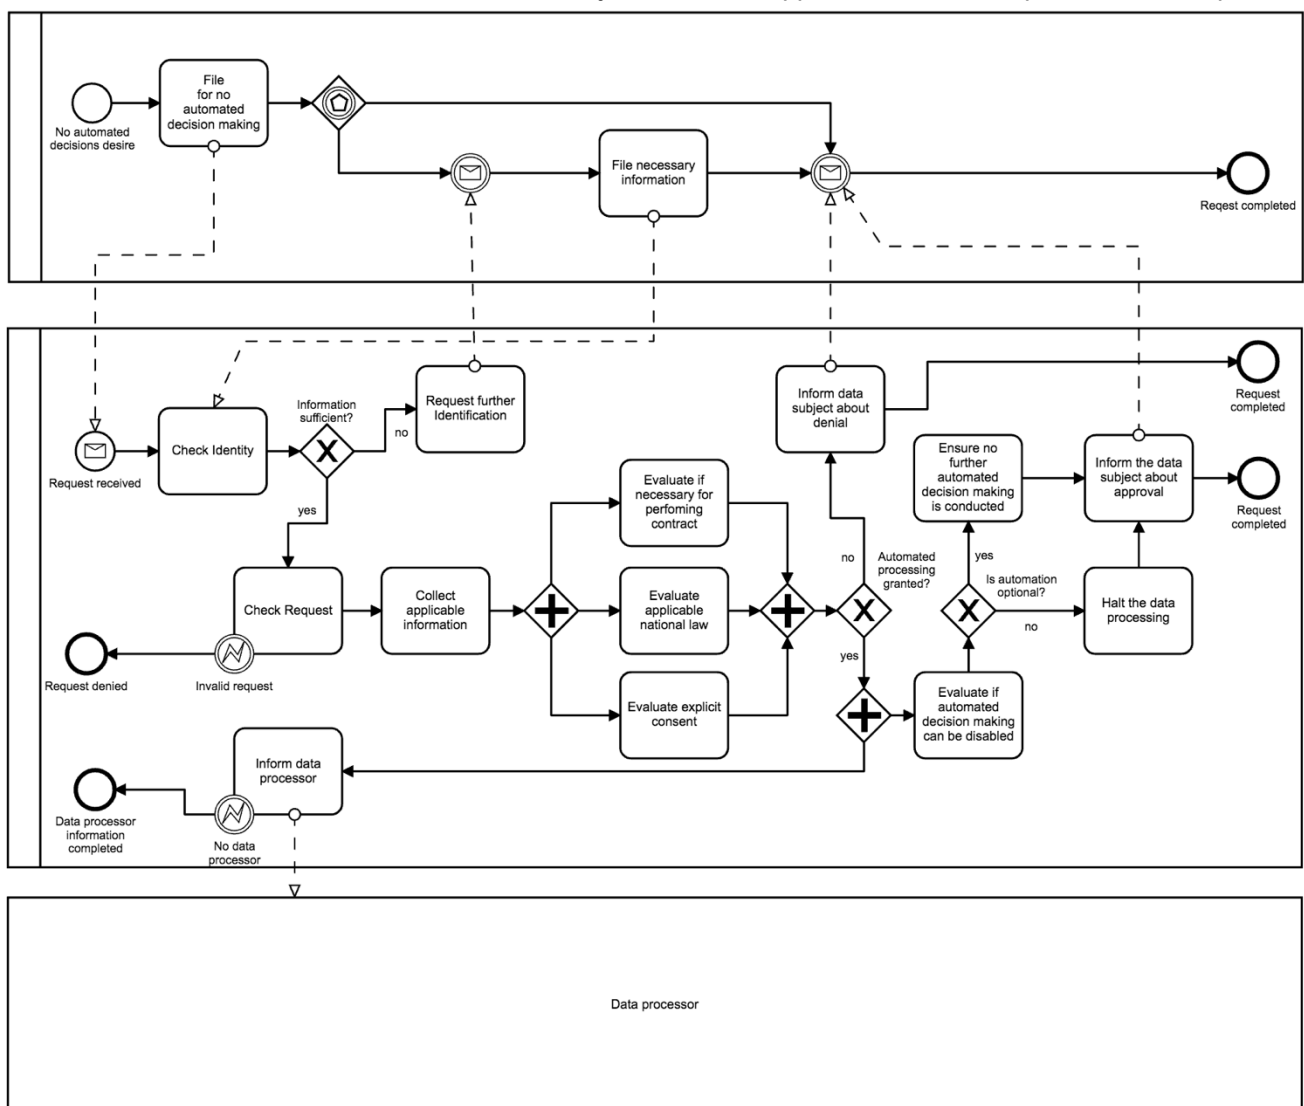 File
for no
automated
decision making
No automated
decisions desire
File necessary
information
Reqest completed
Request further
Identification
Information
sufficient?
no
Check Identity
Request received
yes
Inform data
subject about
denial
Request
completed
Ensure no
further
automated
decision making
is conducted
Inform the data
subject about
approval
Request
completed
Evaluate if
necessary for
perfoming
contract
no
Automated
processing
granted?
yes
Is automation
optional?
no
Halt the data
processing
Check Request
Collect
applicable
information
Evaluate
applicable
national law
yes
Request denied
Invalid request
Evaluate explicit
consent
Evaluate if
automated
decision making
can be disabled
Inform data
processor
Data processor
information
completed
No data
processor
Data processor